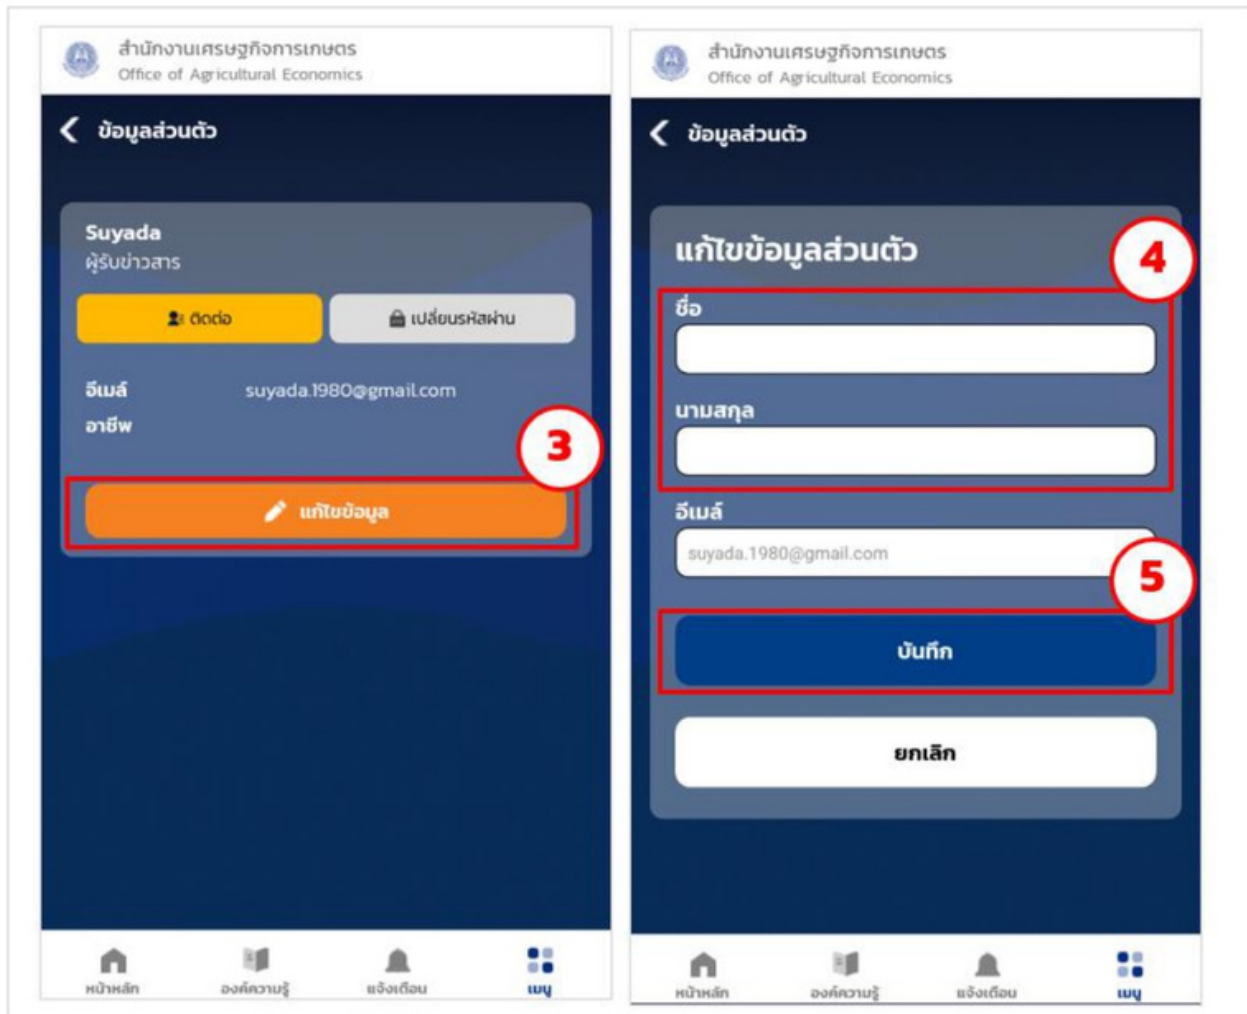 สำนักงานเศรษฐกิจการเกษตร
Office of Agricultural Economics
ข้อมูลส่วนตัว
Suyada
ผู้รับข่าวสาร
ติดต่อ
เปลี่ยนรหัสผ่าน
อีเมล์ suyada.1980@gmail.com
อาชีพ
3
แก้ไขข้อมูล
หน้าหลัก องค์ความรู้ แจ้งเตือน เมนู
สำนักงานเศรษฐกิจการเกษตร
Office of Agricultural Economics
ข้อมูลส่วนตัว
แก้ไขข้อมูลส่วนตัว
4
ชื่อ
นามสกุล
อีเมล์
suyada.1980@gmail.com
5
บันทึก
ยกเลิก
หน้าหลัก องค์ความรู้ แจ้งเตือน เมนู